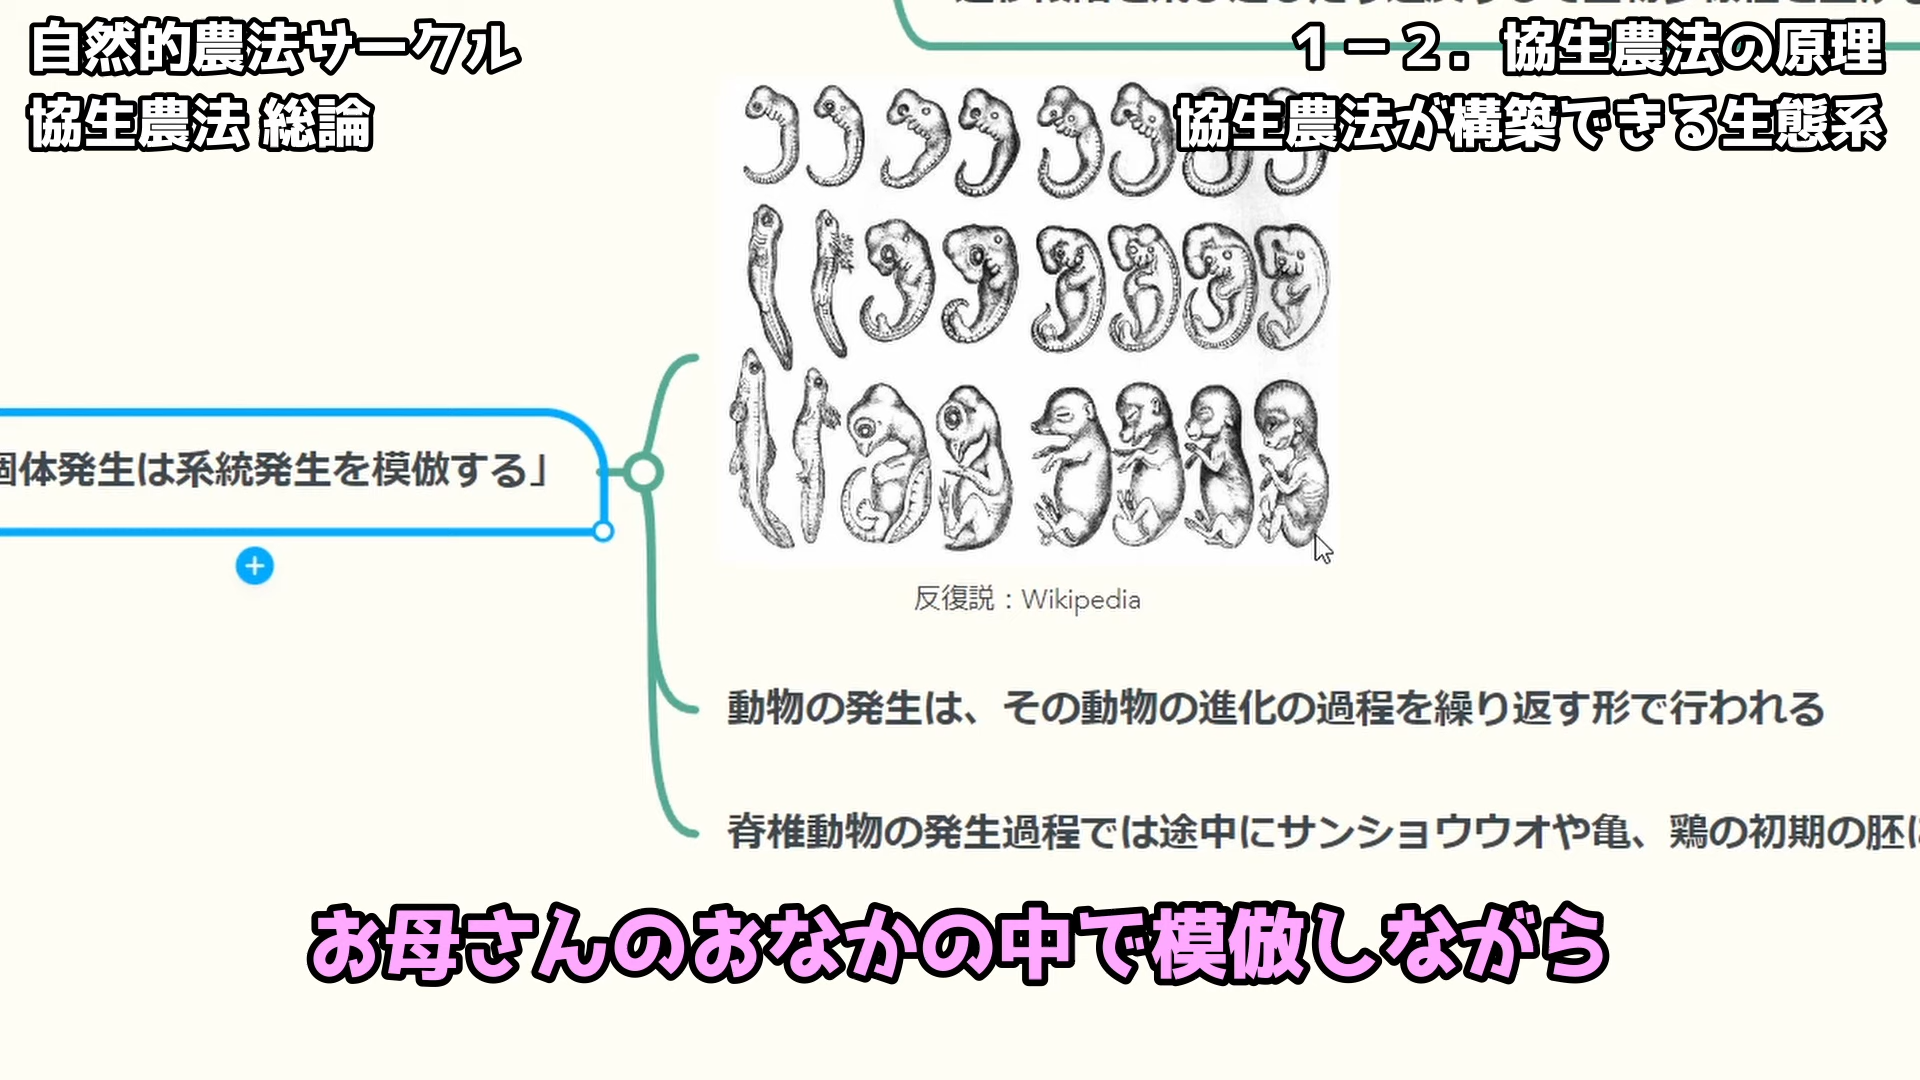 自然的農法サークル
協生農法 総論
１－２．協生農法の原理
協生農法が構築できる生態系
個体発生は系統発生を模倣する」
反復説：Wikipedia
動物の発生は、その動物の進化の過程を繰り返す形で行われる
脊椎動物の発生過程では途中にサンショウウオや亀、鶏の初期の胚に
お母さんのおなかの中で模倣しながら